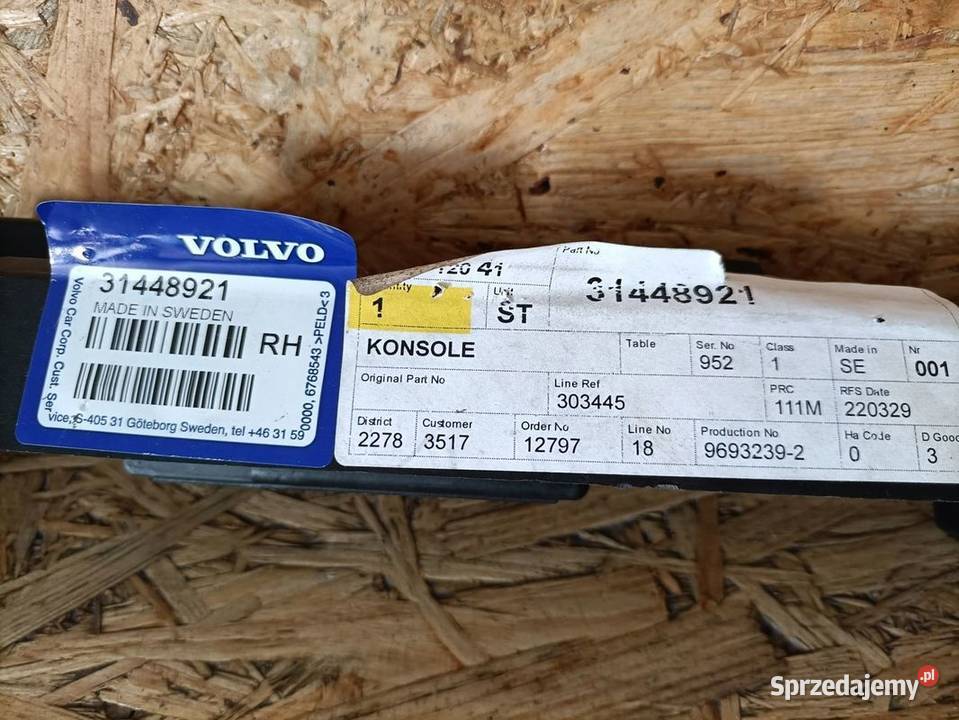 VOLVO
31448921
MADE IN SWEDEN
RH
Volvo Car Corp. Cust. Ser
vice, S-405 31 Göteborg Sweden, tel +46 31 59
0000, 6768543 >PELD<3
41
Part No
31448921
1
ST
KONSOLE
Table
Ser. No
952
Class
1
Made in
SE
Nr
001
Original Part No
Line Ref
303445
PRC
111M
RFS Date
220329
District
2278
Customer
3517
Order No
12797
Line No
18
Production No
9693239-2
Ha Code
0
D Good
3
Sprzedajemy.pl